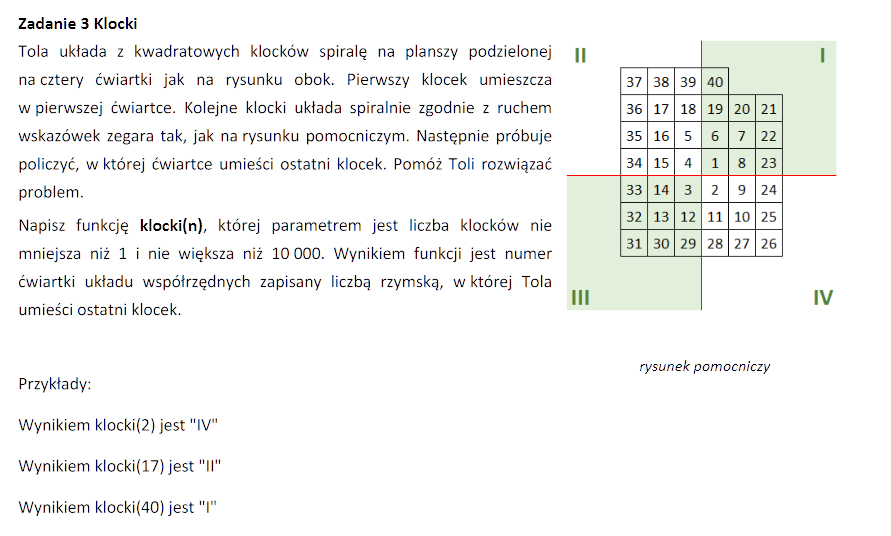 Zadanie 3 Klocki
Tola układa z kwadratowych klocków spiralę na planszy podzielonej
na cztery ćwiartki jak na rysunku obok. Pierwszy klocek umieszcza
w pierwszej ćwiartce. Kolejne klocki układa spiralnie zgodnie z ruchem
wskazówek zegara tak, jak na rysunku pomocniczym. Następnie próbuje
policzyć, w której ćwiartce umieści ostatni klocek. Pomóż Toli rozwiązać
problem.
Napisz funkcję klocki(n), której parametrem jest liczba klocków nie
mniejsza niż 1 i nie większa niż 10 000. Wynikiem funkcji jest numer
ćwiartki układu współrzędnych zapisany liczbą rzymską, w której Tola
umieści ostatni klocek.
II I
37 38 39 40
36 17 18 19 20 21
35 16 5 6 7 22
34 15 4 1 8 23
33 14 3 2 9 24
32 13 12 11 10 25
31 30 29 28 27 26
III IV
rysunek pomocniczy
Przykłady:
Wynikiem klocki(2) jest "IV"
Wynikiem klocki(17) jest "II"
Wynikiem klocki(40) jest "I"